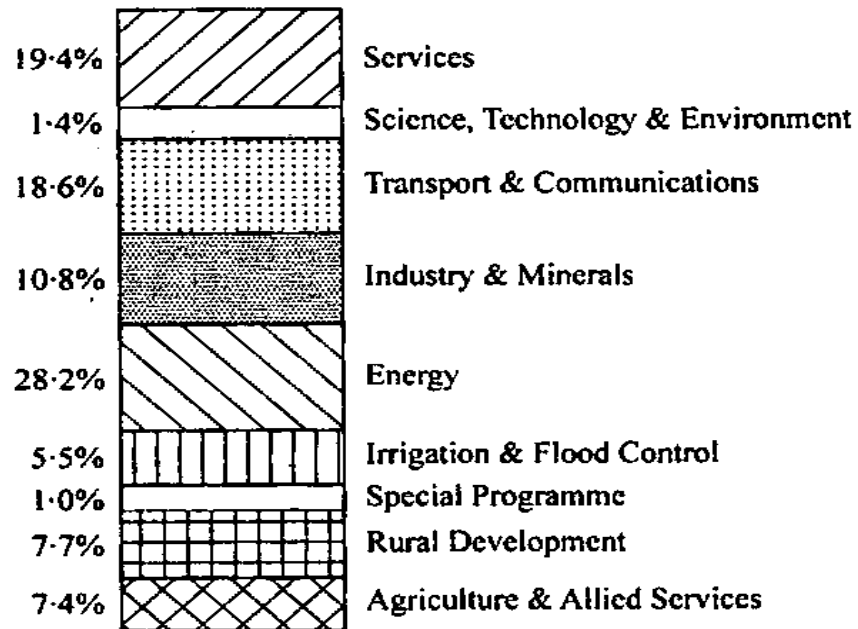 19·4% Services
1·4% Science, Technology & Environment
18·6% Transport & Communications
10·8% Industry & Minerals
28·2% Energy
5·5% Irrigation & Flood Control
1·0% Special Programme
7·7% Rural Development
7·4% Agriculture & Allied Services